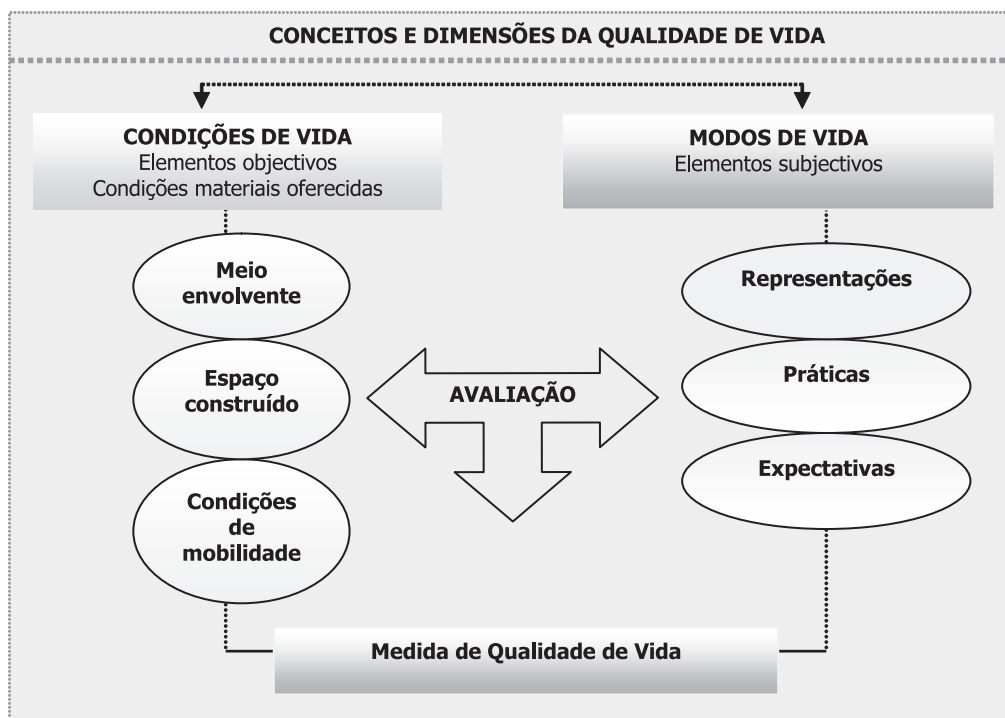 CONCEITOS E DIMENSÕES DA QUALIDADE DE VIDA
CONDIÇÕES DE VIDA
Elementos objectivos
Condições materiais oferecidas
MODOS DE VIDA
Elementos subjectivos
Meio
envolvente
Espaço
construído
Condições
de
mobilidade
AVALIAÇÃO
Representações
Práticas
Expectativas
Medida de Qualidade de Vida